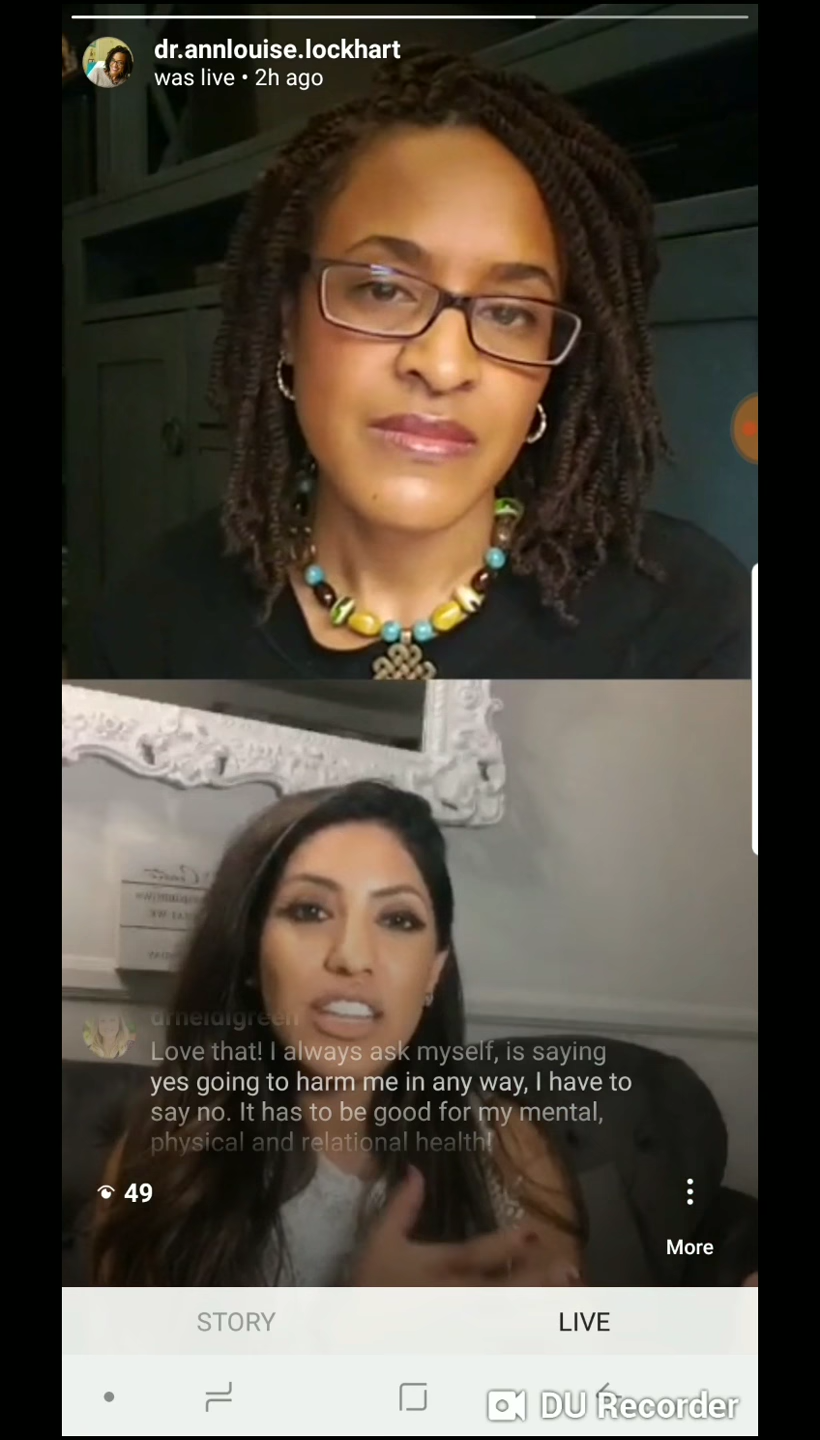 dr.annlouise.lockhart
was live • 2h ago
drheidigreen
Love that! I always ask myself, is saying
yes going to harm me in any way, I have to
say no. It has to be good for my mental,
physical and relational health!
49
More
STORY
LIVE
DU Recorder